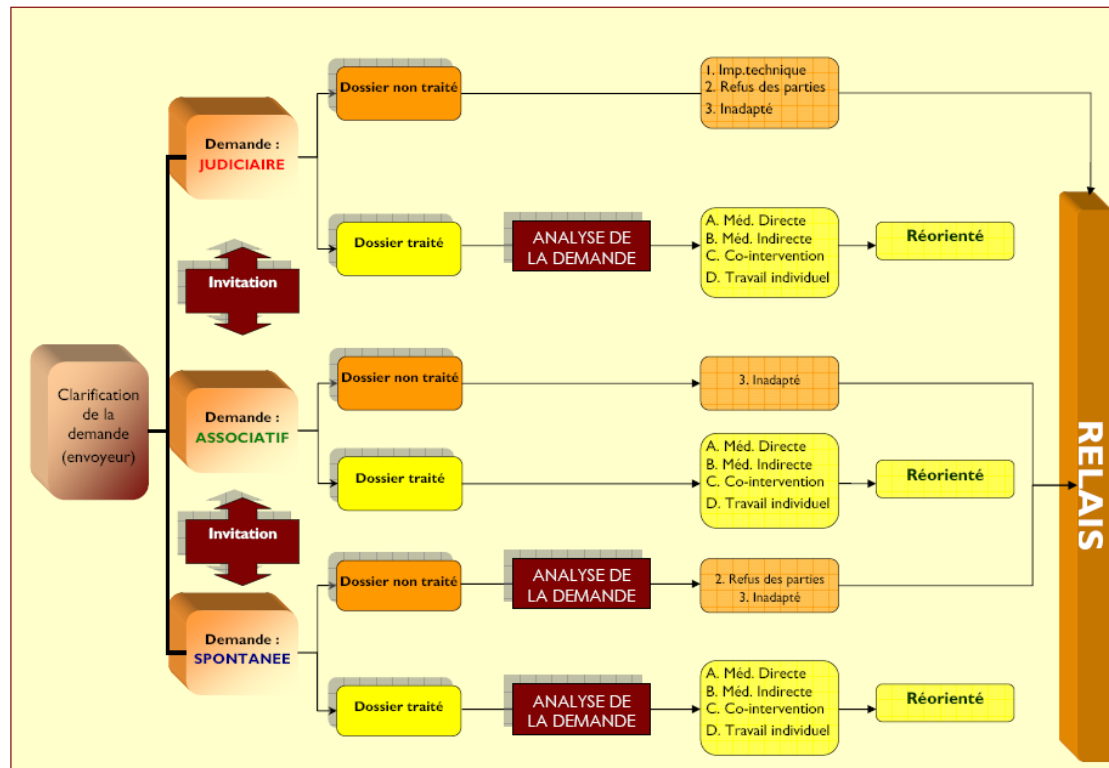 Dossier non traité
1. Imp.technique
2. Refus des parties
3. Inadapté
Demande :
JUDICIAIRE
Dossier traité
ANALYSE DE
LA DEMANDE
A. Méd. Directe
B. Méd. Indirecte
C. Co-intervention
D. Travail individuel
Réorienté
Invitation
Clarification
de la
demande
(envoyeur)
Dossier non traité
3. Inadapté
Demande :
ASSOCIATIF
Dossier traité
A. Méd. Directe
B. Méd. Indirecte
C. Co-intervention
D. Travail individuel
Réorienté
RELAIS
Invitation
Dossier non traité
ANALYSE DE
LA DEMANDE
2. Refus des parties
3. Inadapté
Demande :
SPONTANEE
Dossier traité
ANALYSE DE
LA DEMANDE
A. Méd. Directe
B. Méd. Indirecte
C. Co-intervention
D. Travail individuel
Réorienté